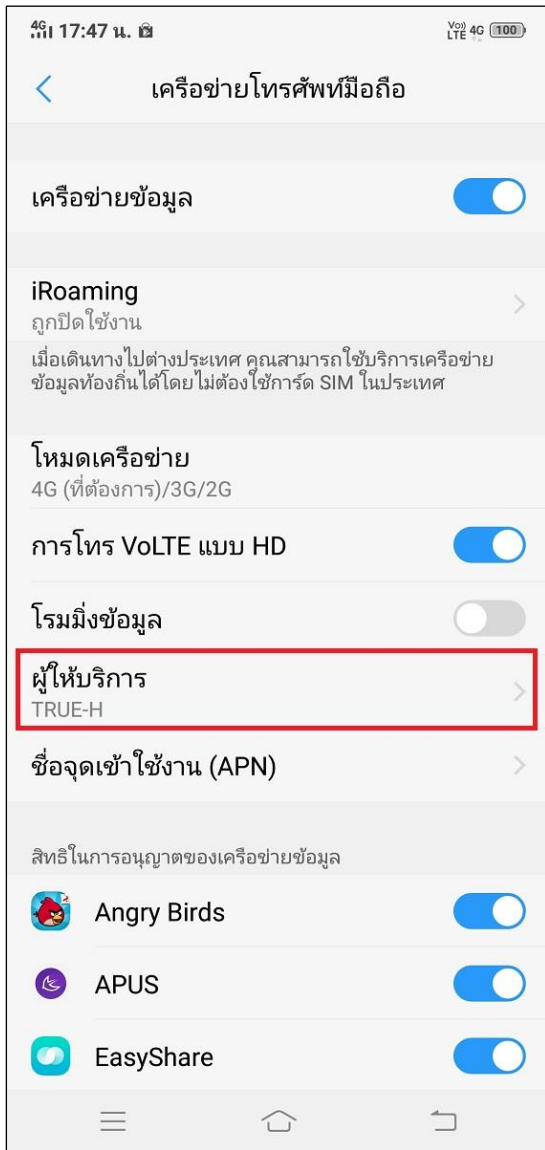 4G 17:47 น.
Vo)) LTE 4G 100
เครือข่ายโทรศัพท์มือถือ
เครือข่ายข้อมูล
iRoaming
ถูกปิดใช้งาน
เมื่อเดินทางไปต่างประเทศ คุณสามารถใช้บริการเครือข่าย
ข้อมูลท้องถิ่นได้โดยไม่ต้องใช้การ์ด SIM ในประเทศ
โหมดเครือข่าย
4G (ที่ต้องการ)/3G/2G
การโทร VoLTE แบบ HD
โรมมิ่งข้อมูล
ผู้ให้บริการ
TRUE-H
ชื่อจุดเข้าใช้งาน (APN)
สิทธิในการอนุญาตของเครือข่ายข้อมูล
Angry Birds
APUS
EasyShare